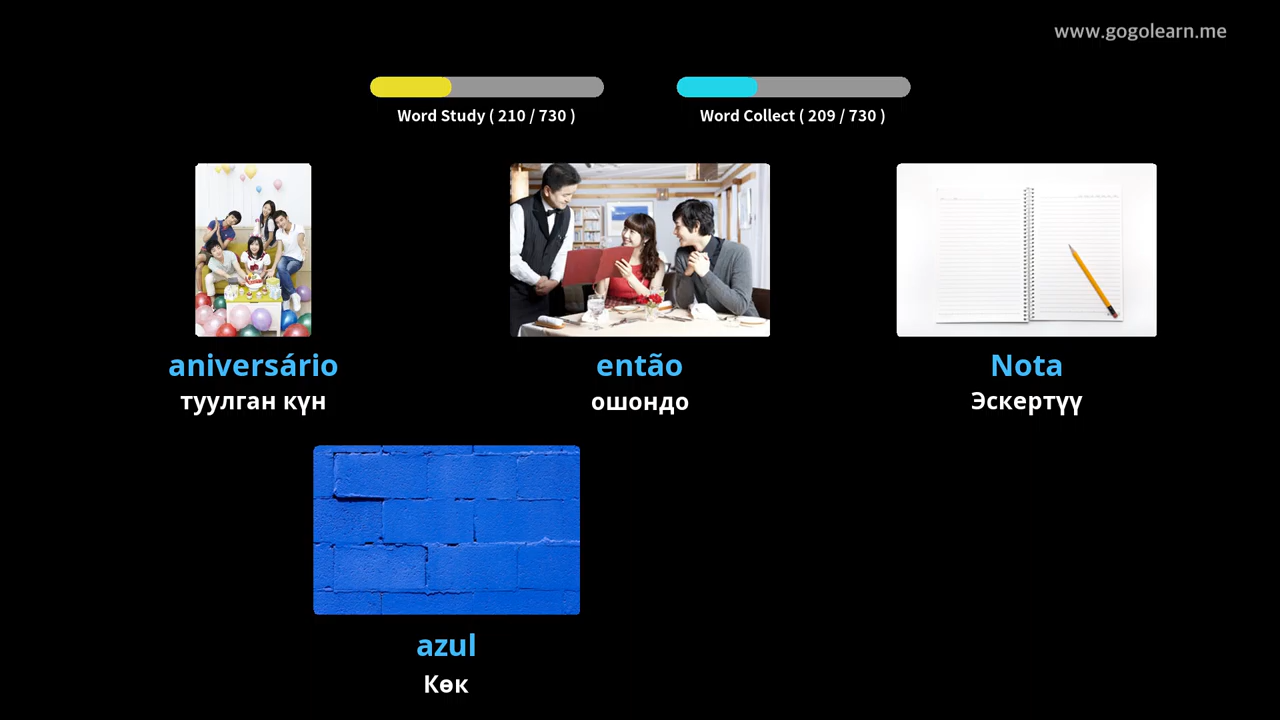 www.gogolearn.me
Word Study ( 210 / 730 )
Word Collect ( 209 / 730 )
aniversário
туулган күн
então
ошондо
Nota
Эскертүү
azul
Көк